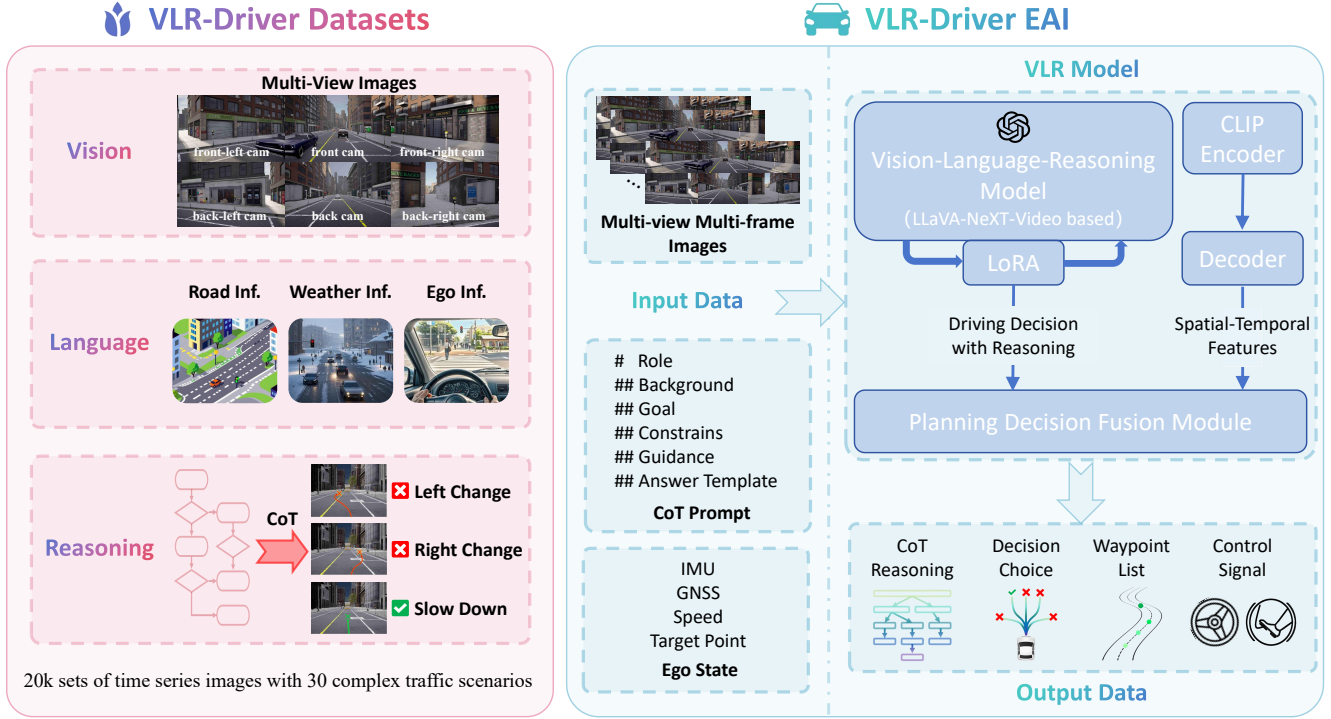 VLR-Driver Datasets
Vision
Multi-View Images
front-left cam
front cam
front-right cam
back-left cam
back cam
back-right cam
Language
Road Inf.
Weather Inf.
Ego Inf.
Reasoning
CoT
Left Change
Right Change
Slow Down
20k sets of time series images with 30 complex traffic scenarios
VLR-Driver EAI
...
Multi-view Multi-frame
Images
Input Data
# Role
## Background
## Goal
## Constrains
## Guidance
## Answer Template
CoT Prompt
IMU
GNSS
Speed
Target Point
Ego State
VLR Model
Vision-Language-Reasoning
Model
(LLaVA-NeXT-Video based)
LoRA
CLIP
Encoder
Decoder
Driving Decision
with Reasoning
Spatial-Temporal
Features
Planning Decision Fusion Module
CoT
Reasoning
Decision
Choice
Waypoint
List
Control
Signal
Output Data